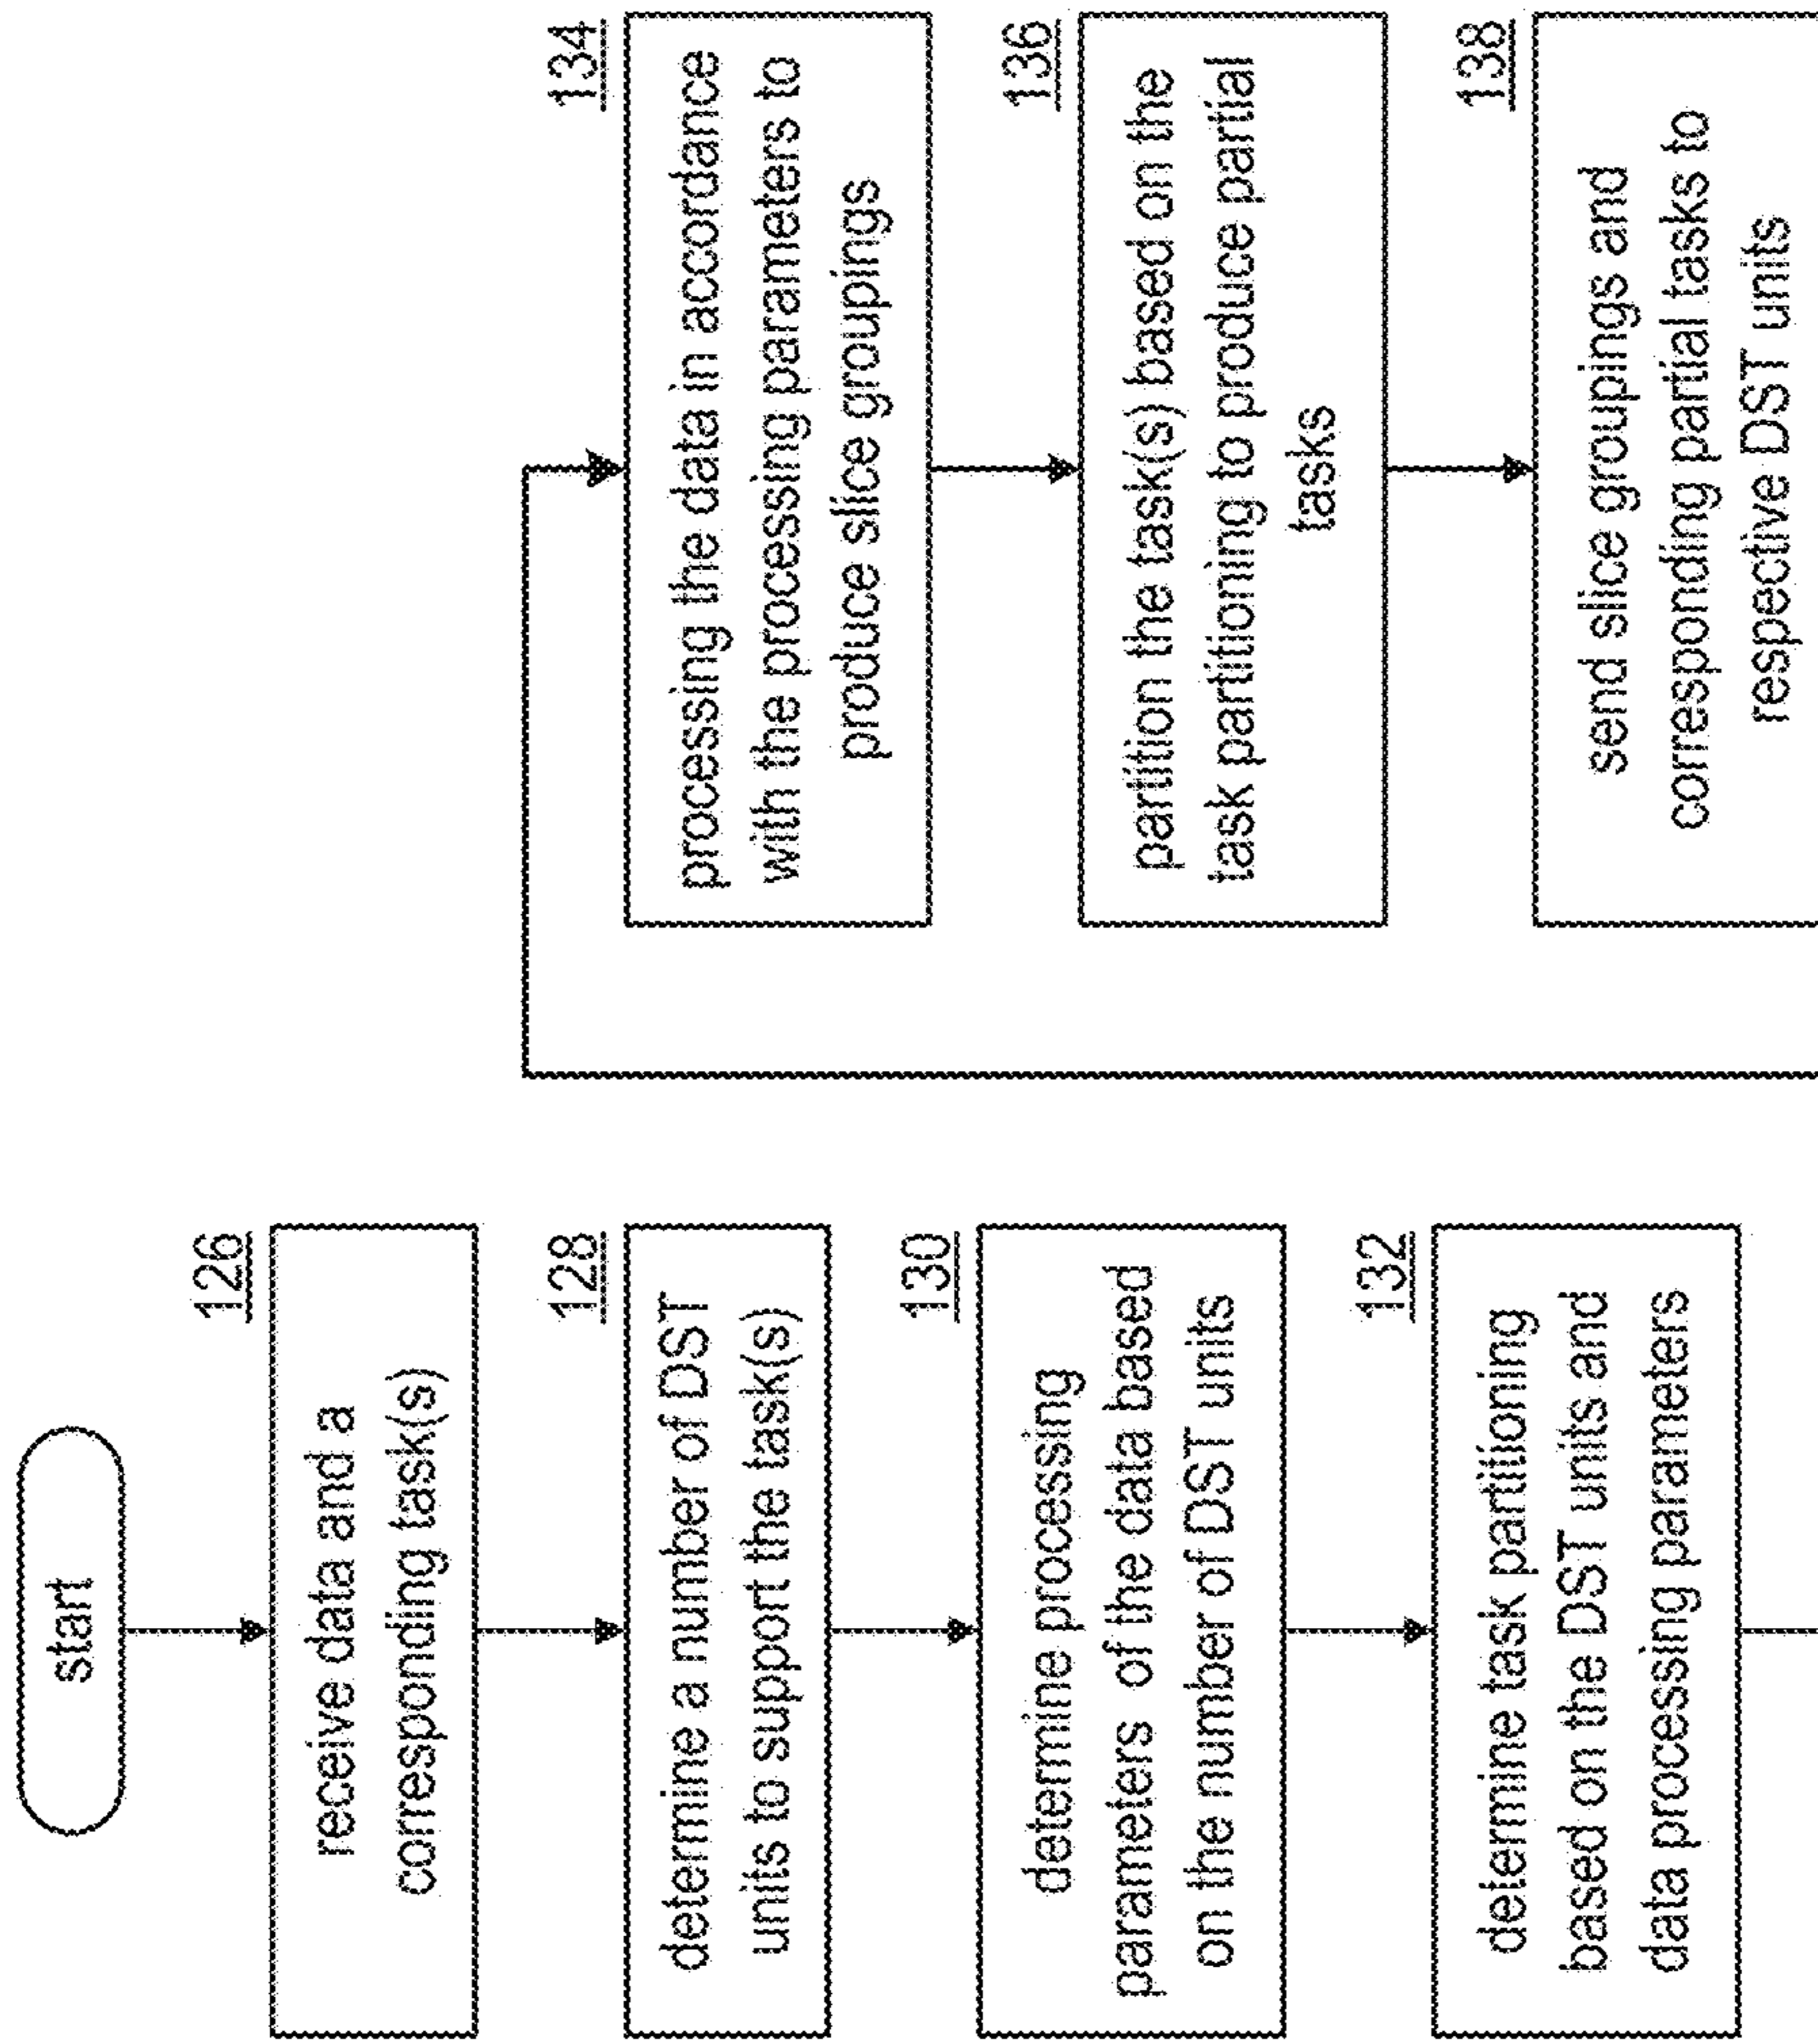 start
126
receive data and a
corresponding task(s)
128
determine a number of DST
units to support the task(s)
130
determine processing
parameters of the data based
on the number of DST units
132
determine task partitioning
based on the DST units and
data processing parameters
134
processing the data in accordance
with the processing parameters to
produce slice groupings
136
partition the task(s) based on the
task partitioning to produce partial
tasks
138
send slice groupings and
corresponding partial tasks to
respective DST units